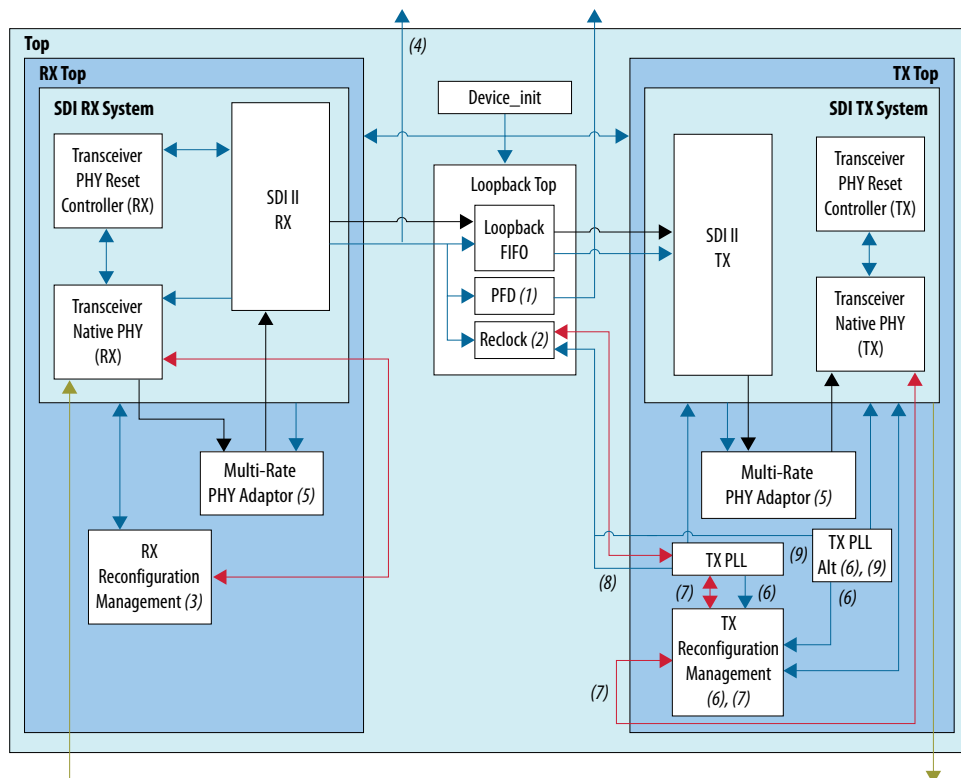 Top
(4)
RX Top
TX Top
SDI RX System
Device_init
SDI TX System
Transceiver
PHY Reset
Controller (RX)
SDI II
RX
Loopback Top
Loopback
FIFO
PFD (1)
Reclock (2)
SDI II
TX
Transceiver
PHY Reset
Controller (TX)
Transceiver
Native PHY
(RX)
Transceiver
Native PHY
(TX)
Multi-Rate
PHY Adaptor (5)
Multi-Rate
PHY Adaptor (5)
RX
Reconfiguration
Management (3)
TX PLL
(9)
TX PLL
Alt (6), (9)
(8)
(7)
(6)
(6)
TX
Reconfiguration
Management
(6), (7)
(7)